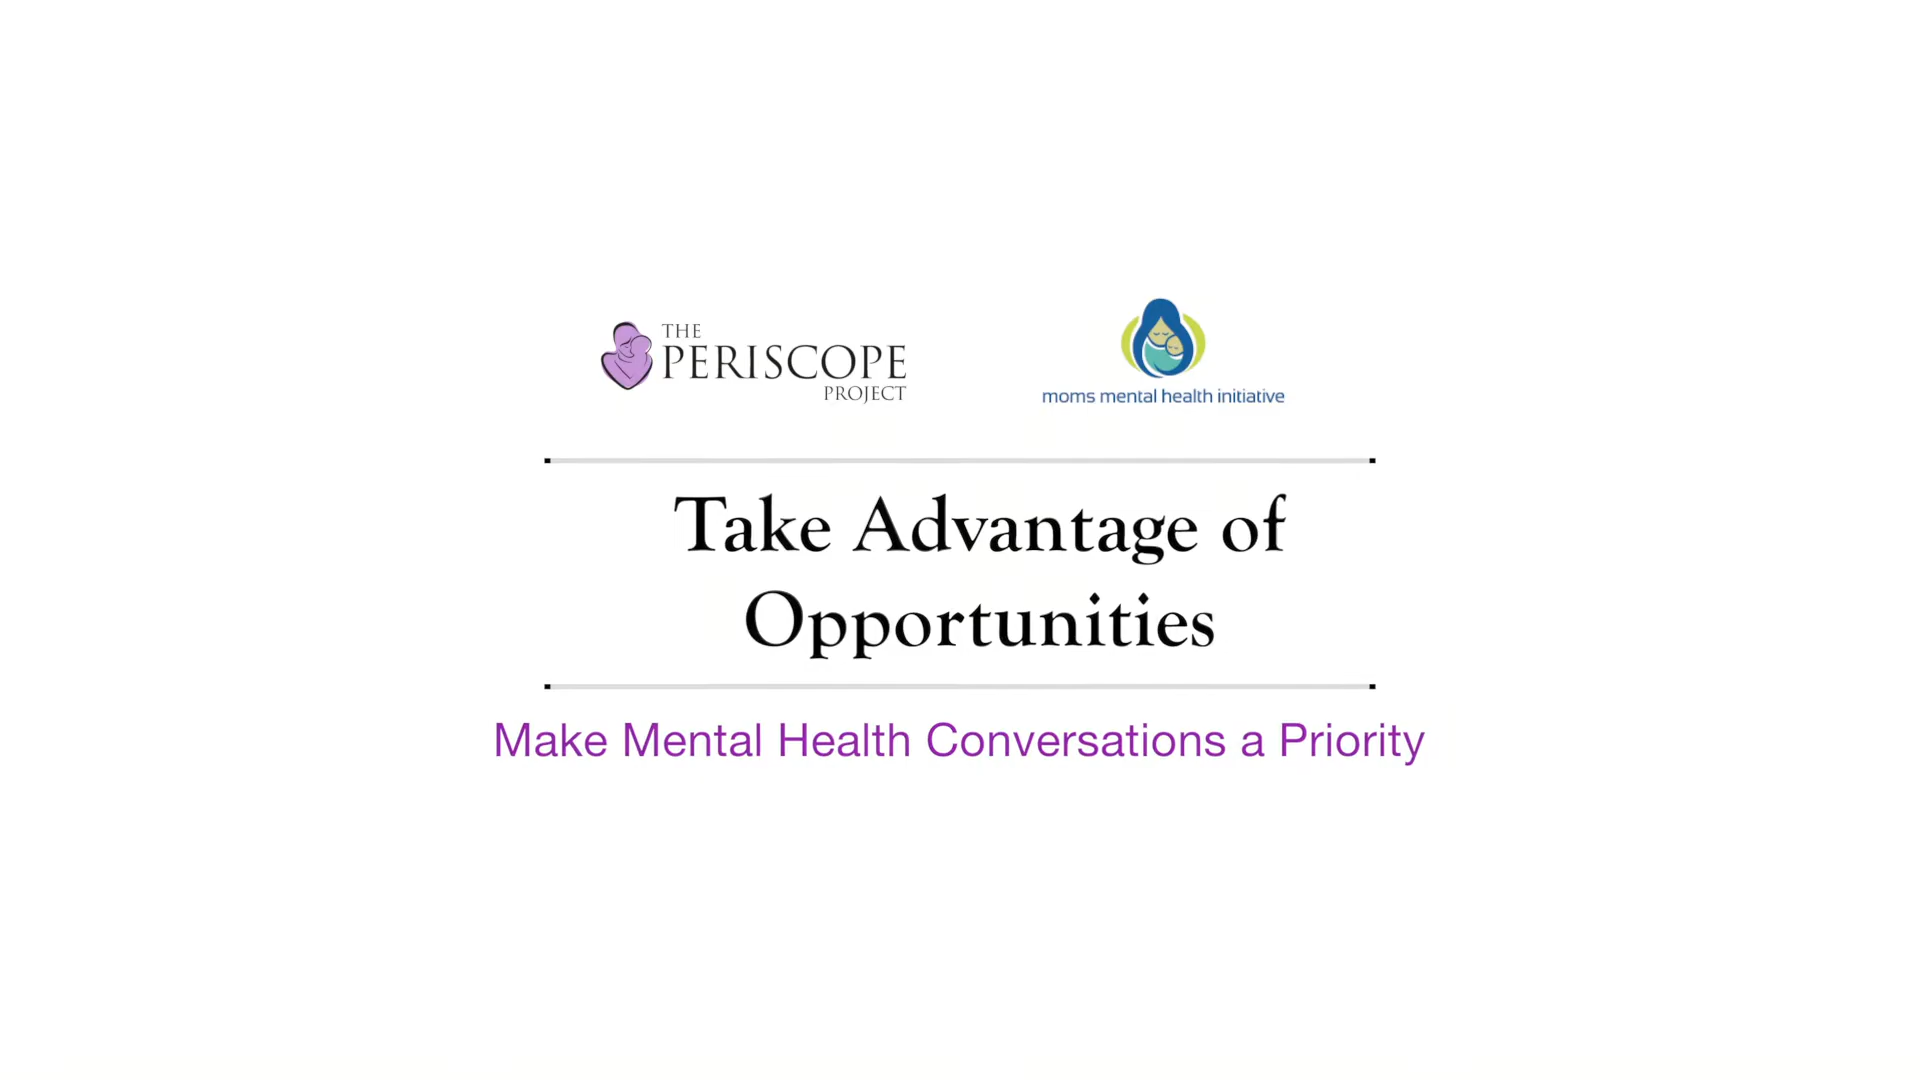 THE
PERISCOPE
PROJECT
moms mental health initiative
Take Advantage of
Opportunities
Make Mental Health Conversations a Priority